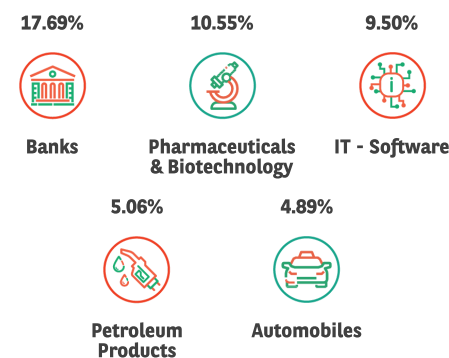 17.69% 10.55% 9.50%
Banks Pharmaceuticals IT - Software
& Biotechnology
5.06% 4.89%
Petroleum Automobiles
Products